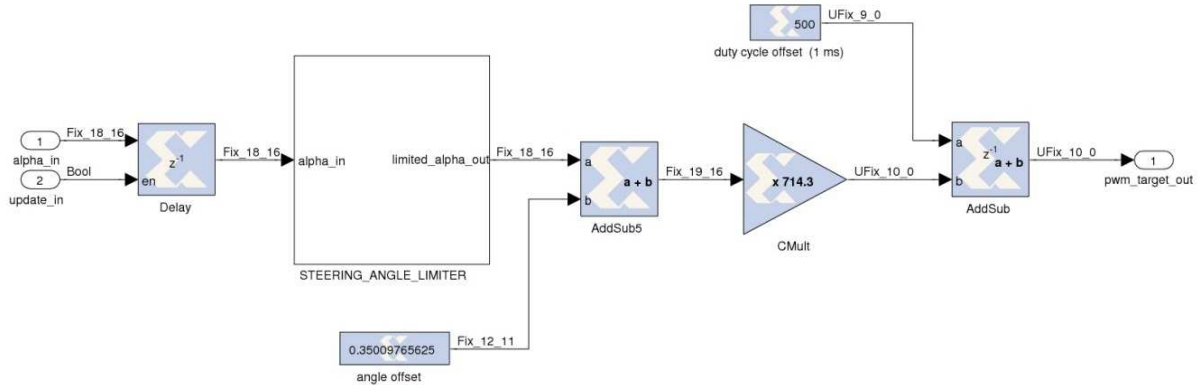 500
UFix_9_0
duty cycle offset (1 ms)
1
alpha_in
Fix_18_16
2
update_in
Bool
z-1
en
Delay
Fix_18_16
alpha_in
limited_alpha_out
STEERING_ANGLE_LIMITER
Fix_18_16
a
b
a + b
AddSub5
0.35009765625
angle offset
Fix_12_11
Fix_19_16
x 714.3
CMult
UFix_10_0
a
b
z-1
a + b
AddSub
UFix_10_0
1
pwm_target_out